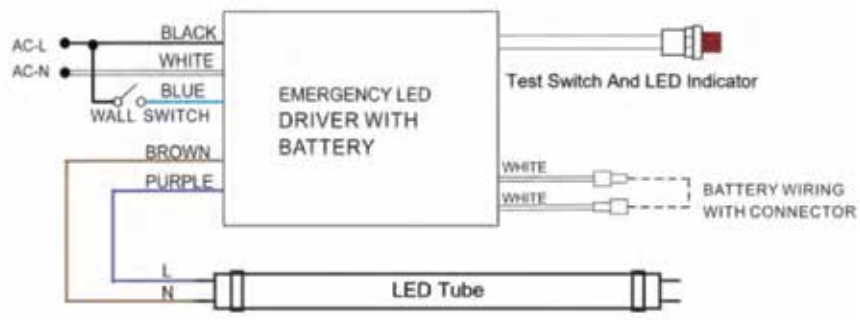 AC-L
BLACK
AC-N
WHITE
BLUE
WALL SWITCH
BROWN
PURPLE
EMERGENCY LED
DRIVER WITH
BATTERY
Test Switch And LED Indicator
WHITE
WHITE
BATTERY WIRING
WITH CONNECTOR
L
N
LED Tube